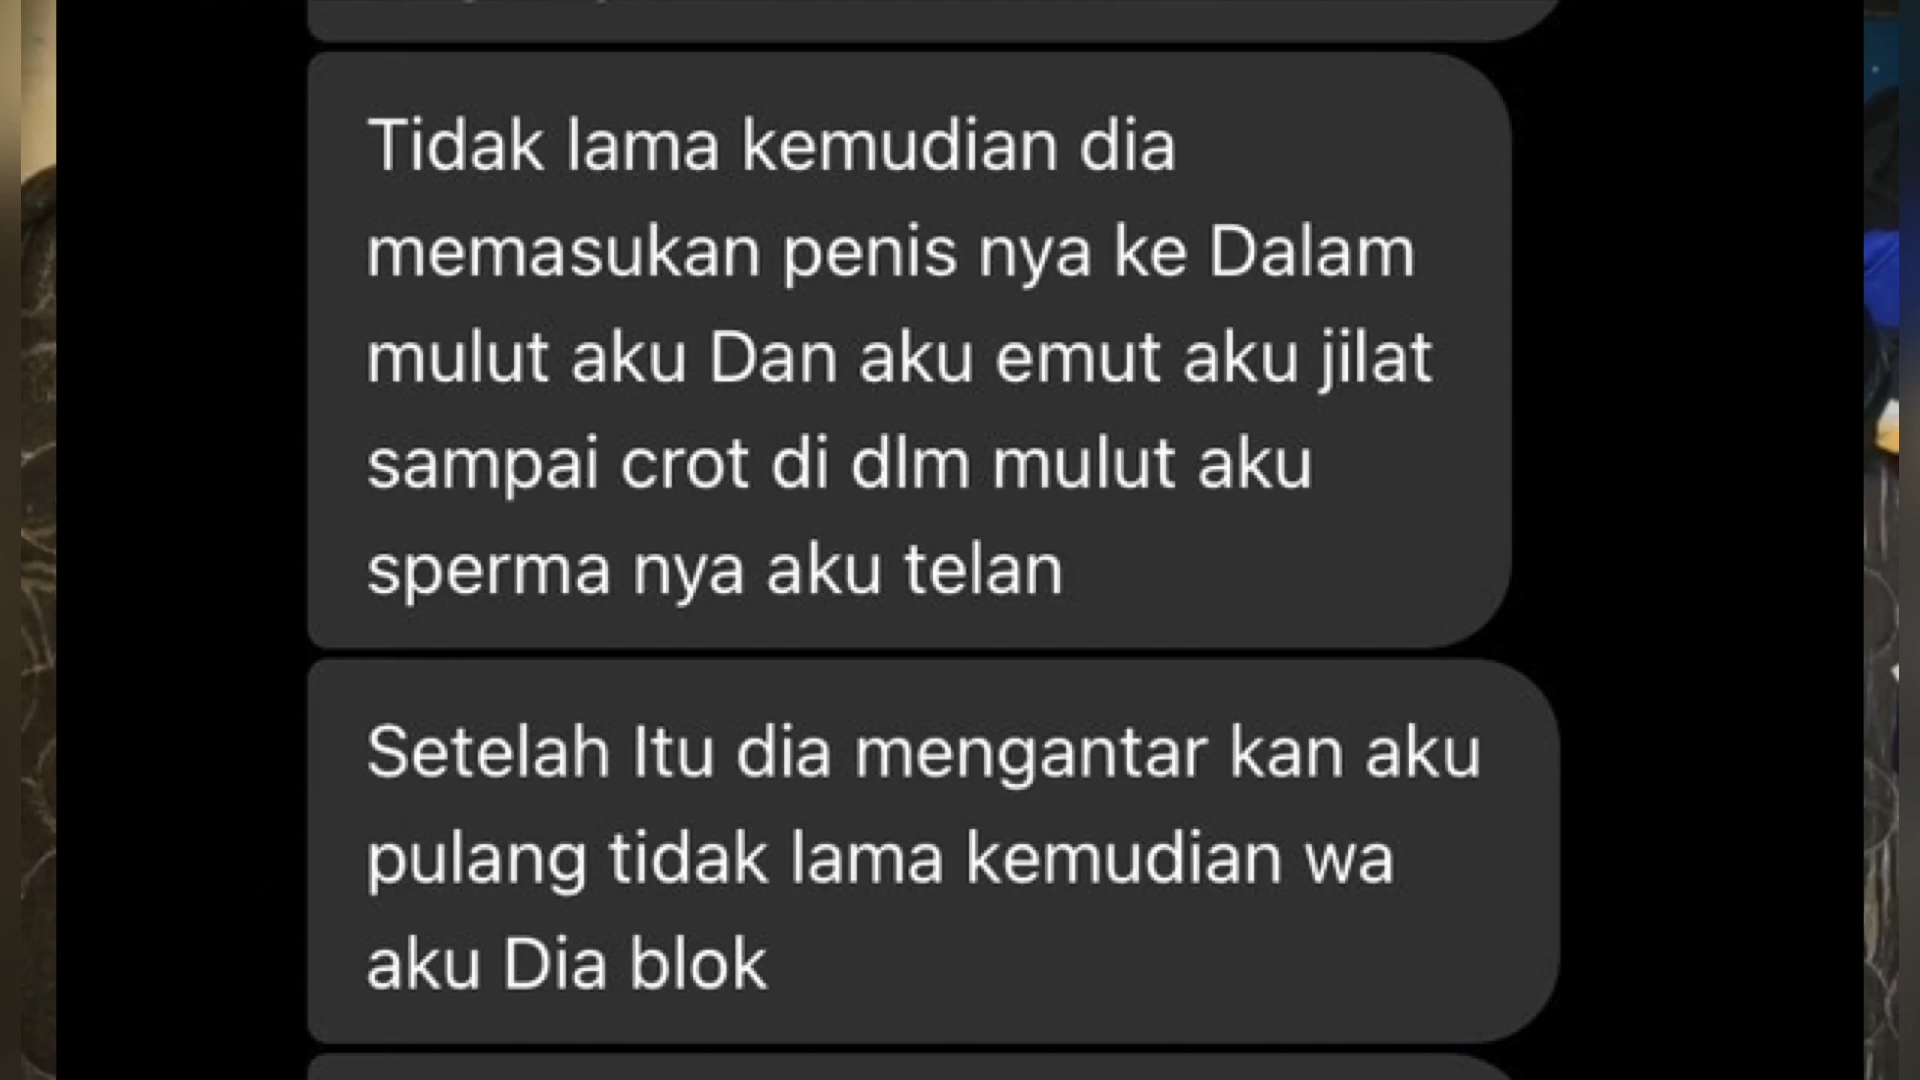 Tidak lama kemudian dia
memasukan penis nya ke Dalam
mulut aku Dan aku emut aku jilat
sampai crot di dlm mulut aku
sperma nya aku telan
Setelah Itu dia mengantar kan aku
pulang tidak lama kemudian wa
aku Dia blok